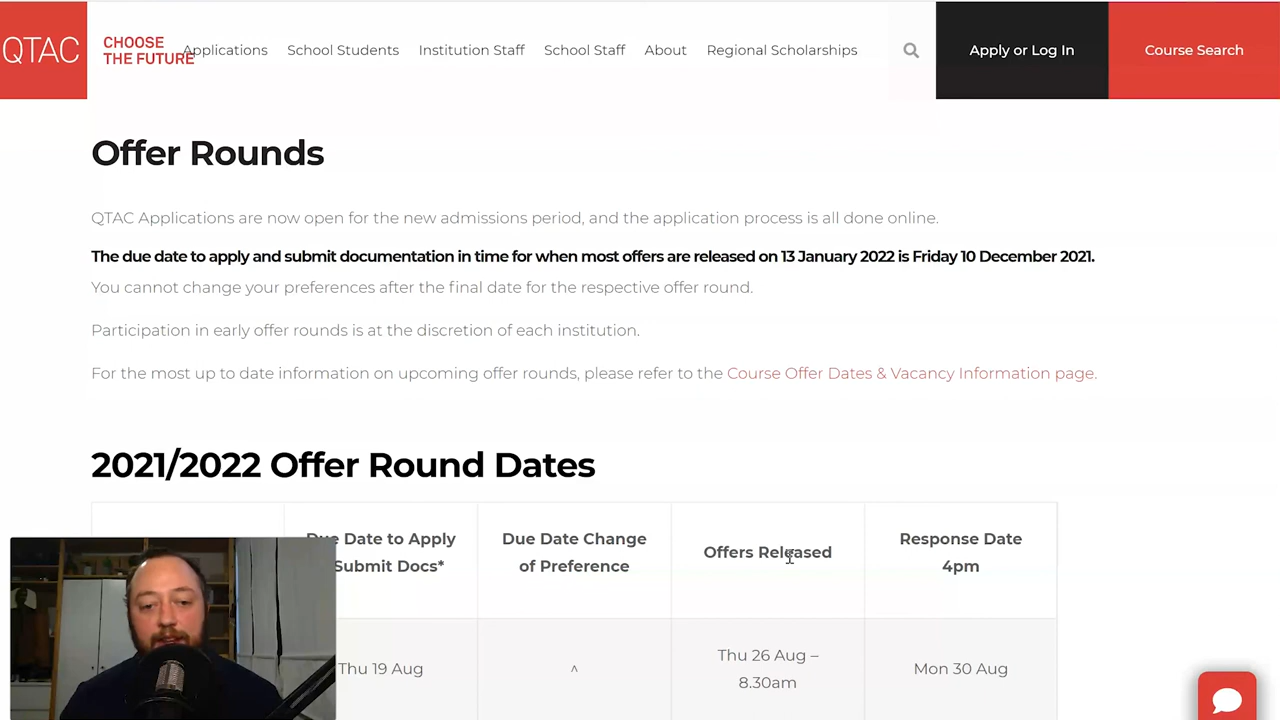 QTAC
CHOOSE
THE FUTURE
Applications
School Students
Institution Staff
School Staff
About
Regional Scholarships
Apply or Log In
Course Search
Offer Rounds
QTAC Applications are now open for the new admissions period, and the application process is all done online.
The due date to apply and submit documentation in time for when most offers are released on 13 January 2022 is Friday 10 December 2021.
You cannot change your preferences after the final date for the respective offer round.
Participation in early offer rounds is at the discretion of each institution.
For the most up to date information on upcoming offer rounds, please refer to the Course Offer Dates & Vacancy Information page.
2021/2022 Offer Round Dates
Due Date to Apply
Submit Docs*
Due Date Change
of Preference
Offers Released
Response Date
4pm
Thu 19 Aug
^
Thu 26 Aug –
8.30am
Mon 30 Aug